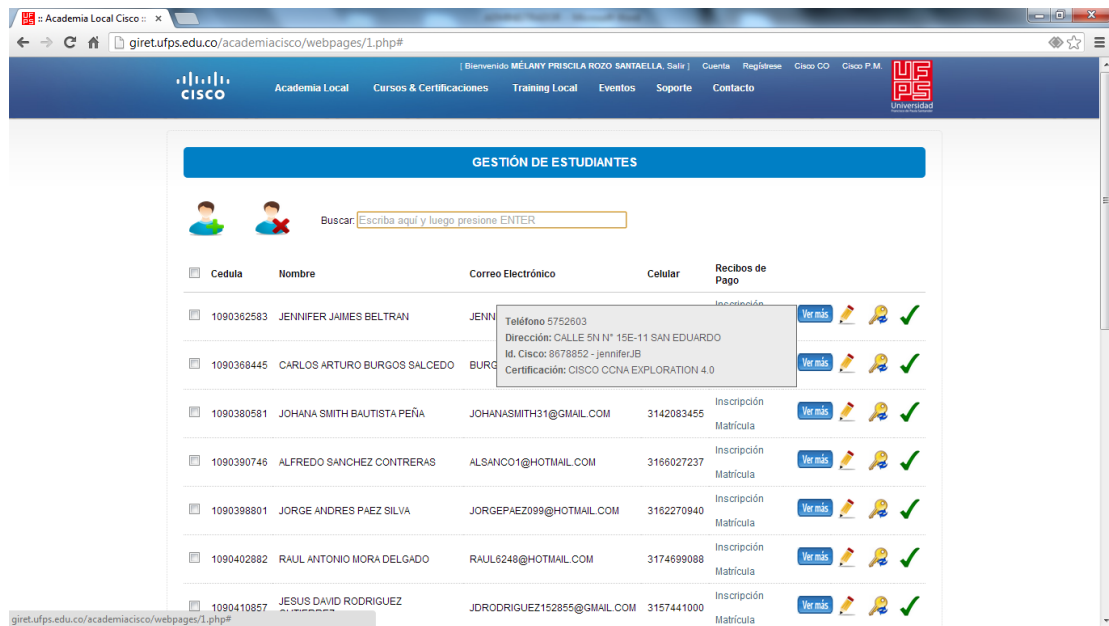 :: Academia Local Cisco ::
giret.ufps.edu.co/academiacisco/webpages/1.php#
[ Bienvenido MÉLANY PRISCILA ROZO SANTAELLA, Salir ] Cuenta Regístrese Cisco CO Cisco P.M.
CISCO
Academia Local Cursos & Certificaciones Training Local Eventos Soporte Contacto
UFPS
Universidad
GESTIÓN DE ESTUDIANTES
Buscar: Escriba aquí y luego presione ENTER
Cedula Nombre Correo Electrónico Celular Recibos de
Pago
Inscripción
1090362583 JENNIFER JAIMES BELTRAN JENN Ver más
Teléfono 5752603
Dirección: CALLE 5N N° 15E-11 SAN EDUARDO
Id. Cisco: 8678852 - jenniferJB
Certificación: CISCO CCNA EXPLORATION 4.0
1090368445 CARLOS ARTURO BURGOS SALCEDO BURG Ver más
Inscripción
1090380581 JOHANA SMITH BAUTISTA PEÑA JOHANASMITH31@GMAIL.COM 3142083455 Ver más
Matrícula
Inscripción
1090390746 ALFREDO SANCHEZ CONTRERAS ALSANCO1@HOTMAIL.COM 3166027237 Ver más
Matrícula
Inscripción
1090398801 JORGE ANDRES PAEZ SILVA JORGEPAEZ099@HOTMAIL.COM 3162270940 Ver más
Matrícula
Inscripción
1090402882 RAUL ANTONIO MORA DELGADO RAUL6248@HOTMAIL.COM 3174699088 Ver más
Matrícula
Inscripción
1090410857 JESUS DAVID RODRIGUEZ JDRODRIGUEZ152855@GMAIL.COM 3157441000 Ver más
Matrícula
giret.ufps.edu.co/academiacisco/webpages/1.php#